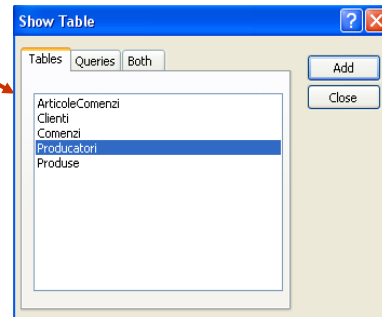 Show Table
Tables Queries Both
Add
Close
ArticoleComenzi
Clienti
Comenzi
Producatori
Produse